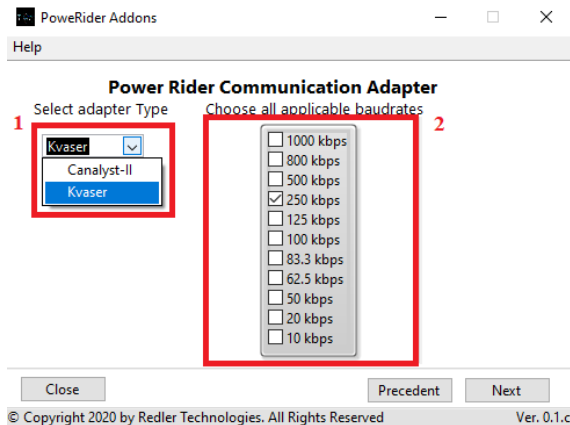 PoweRider Addons
Help
Power Rider Communication Adapter
Select adapter Type
Choose all applicable baudrates
1
2
Kvaser
Canalyst-II
Kvaser
1000 kbps
800 kbps
500 kbps
250 kbps
125 kbps
100 kbps
83.3 kbps
62.5 kbps
50 kbps
20 kbps
10 kbps
Close
Precedent
Next
© Copyright 2020 by Redler Technologies. All Rights Reserved
Ver. 0.1.c